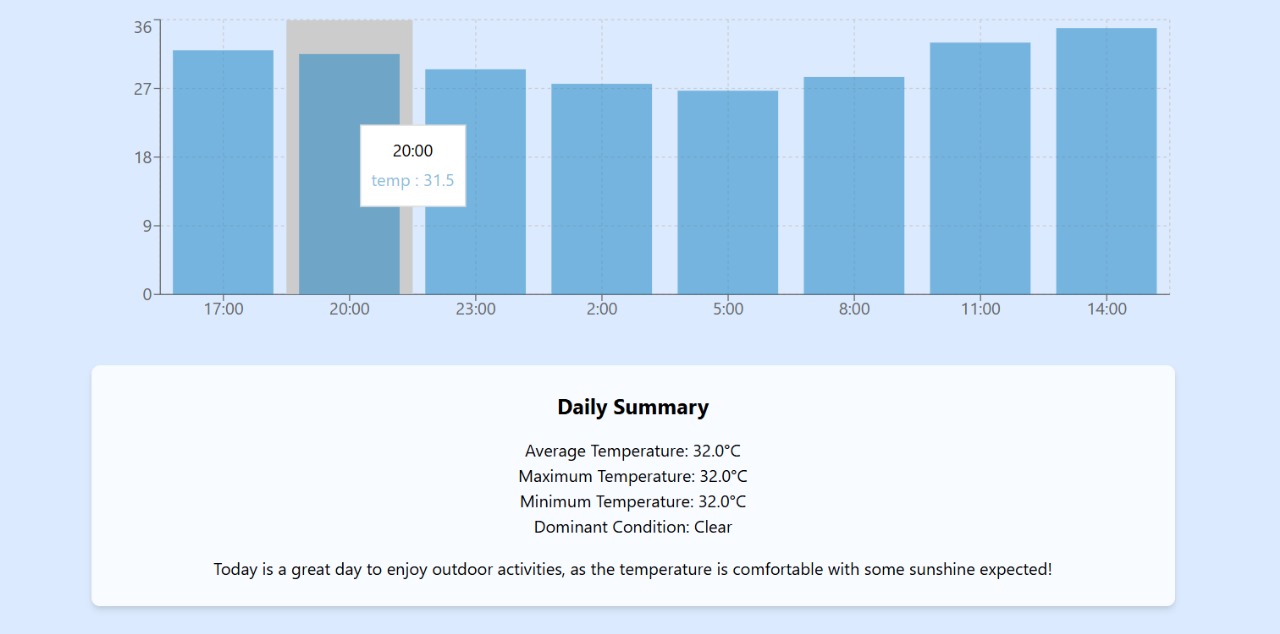 36
27
18
9
0
20:00
temp : 31.5
17:00 20:00 23:00 2:00 5:00 8:00 11:00 14:00
Daily Summary
Average Temperature: 32.0°C
Maximum Temperature: 32.0°C
Minimum Temperature: 32.0°C
Dominant Condition: Clear
Today is a great day to enjoy outdoor activities, as the temperature is comfortable with some sunshine expected!